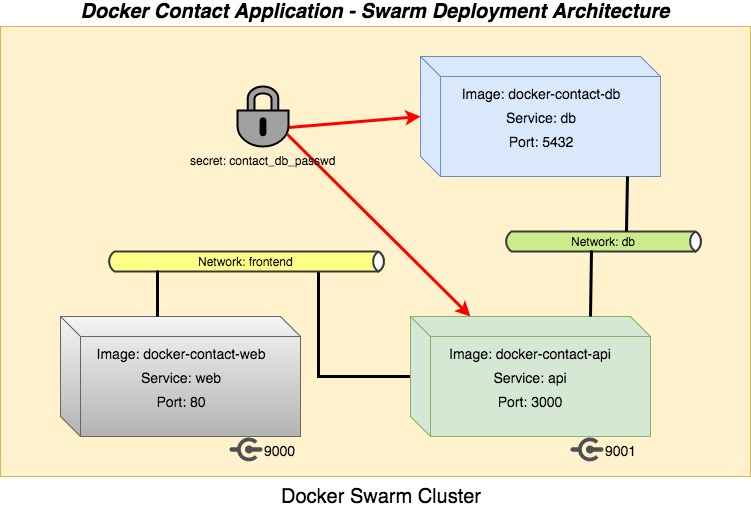 Docker Contact Application - Swarm Deployment Architecture
Image: docker-contact-db
Service: db
Port: 5432
secret: contact_db_passwd
Network: db
Network: frontend
Image: docker-contact-web
Service: web
Port: 80
Image: docker-contact-api
Service: api
Port: 3000
9000
9001
Docker Swarm Cluster